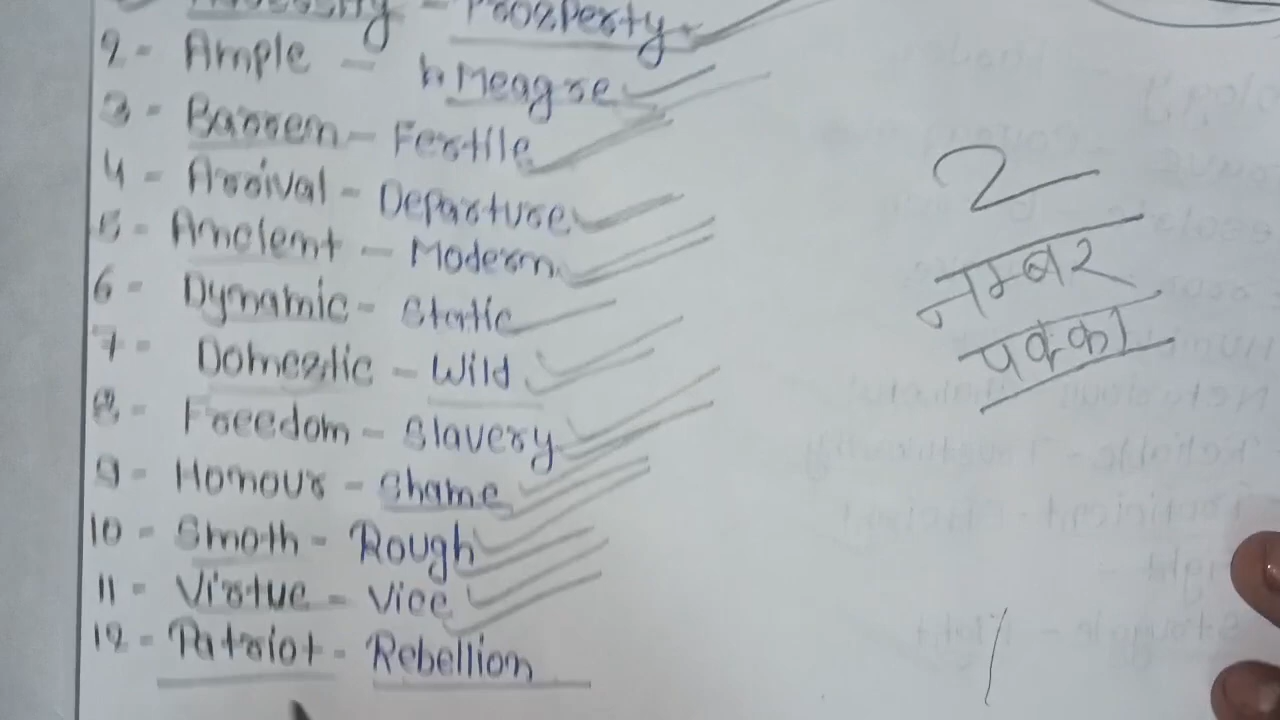 Prosperty
2- Ample - Meagre
3- Barren - Fertile
4- Arrival - Departure
5- Ancient - Modern
6- Dynamic - Static
7- Domestic - Wild
8- Freedom - Slavery
9- Honour - Shame
10- Smoth - Rough
11- Virtue - Vice
12- Patriot - Rebellion
2
नम्बर
पक्का